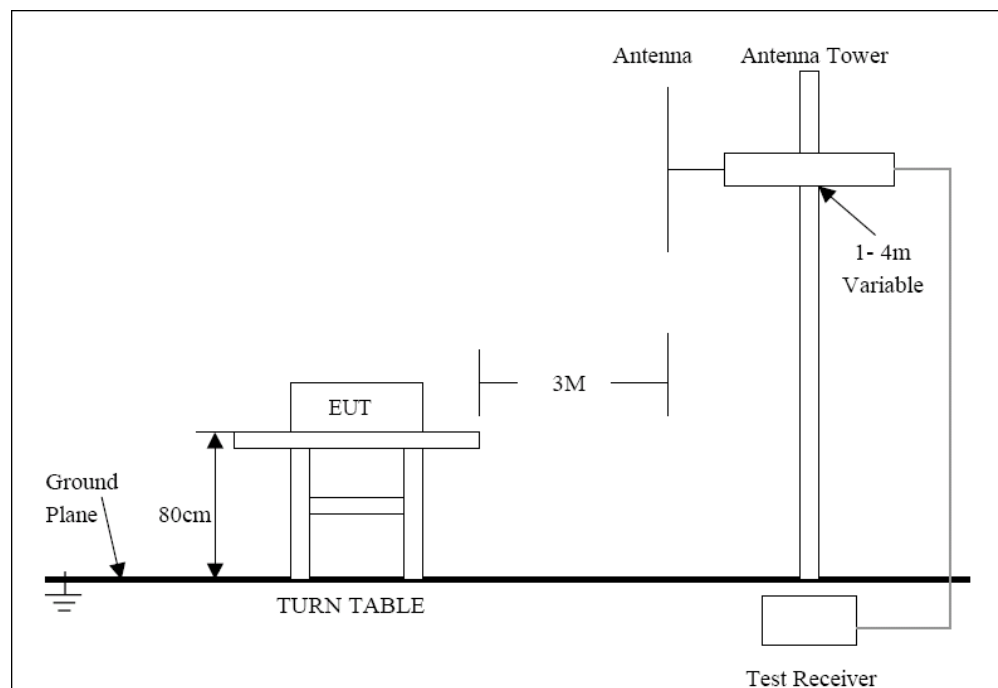 Antenna
Antenna Tower
1- 4m
Variable
3M
EUT
Ground
Plane
80cm
TURN TABLE
Test Receiver